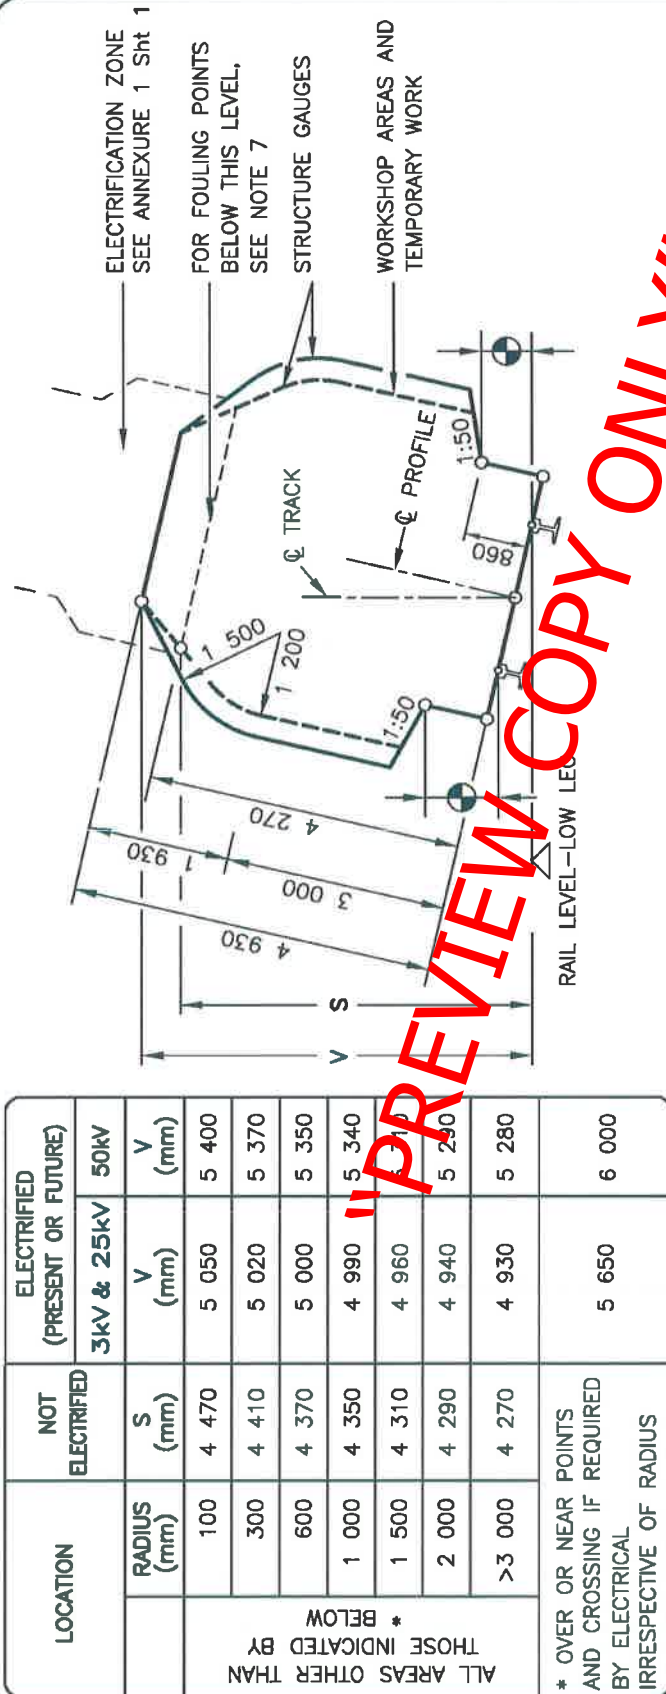 LOCATION
NOT
ELECTRIFIED
ELECTRIFIED
(PRESENT OR FUTURE)
3kV & 25kV 50kV
RADIUS
(mm)
S
(mm)
V
(mm)
V
(mm)
ALL AREAS OTHER THAN
THOSE INDICATED BY
* BELOW
100 4 470 5 050 5 400
300 4 410 5 020 5 370
600 4 370 5 000 5 350
1 000 4 350 4 990 5 340
1 500 4 310 4 960
2 000 4 290 4 940 5 290
>3 000 4 270 4 930 5 280
* OVER OR NEAR POINTS
AND CROSSING IF REQUIRED
BY ELECTRICAL
IRRESPECTIVE OF RADIUS
5 650 6 000
ELECTRIFICATION ZONE
SEE ANNEXURE 1 Sht 1
FOR FOULING POINTS
BELOW THIS LEVEL,
SEE NOTE 7
STRUCTURE GAUGES
WORKSHOP AREAS AND
TEMPORARY WORK
V
S
4 930
1 930
3 000
4 270
1 500
1 200
℄ TRACK
℄ PROFILE
1:50
1:50
860
RAIL LEVEL-LOW
"PREVIEW COPY ONLY"